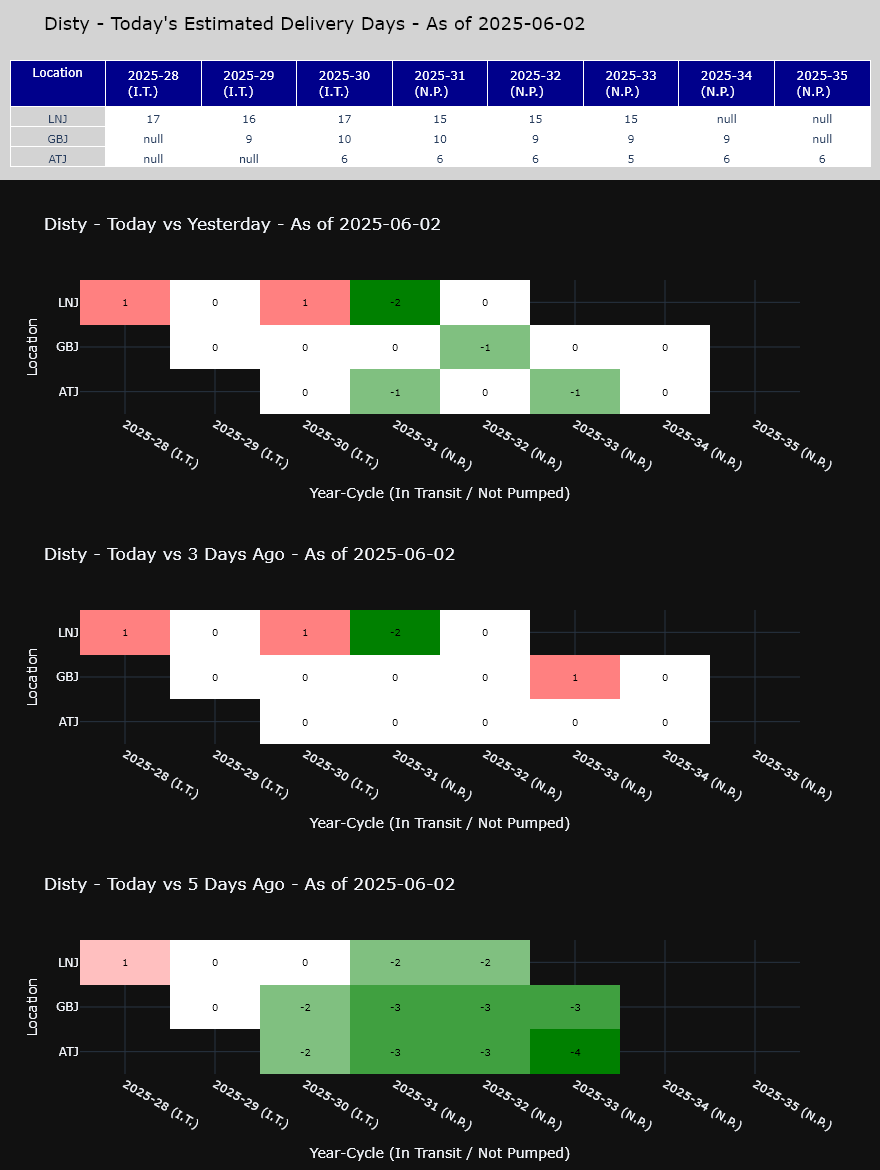 Disty - Today's Estimated Delivery Days - As of 2025-06-02
Location 2025-28 (I.T.) 2025-29 (I.T.) 2025-30 (I.T.) 2025-31 (N.P.) 2025-32 (N.P.) 2025-33 (N.P.) 2025-34 (N.P.) 2025-35 (N.P.)
LNJ 17 16 17 15 15 15 null null
GBJ null 9 10 10 9 9 9 null
ATJ null null 6 6 6 5 6 6
Disty - Today vs Yesterday - As of 2025-06-02
Location
LNJ 1 0 1 -2 0
GBJ 0 0 0 -1 0 0
ATJ 0 -1 0 -1 0
2025-28 (I.T.) 2025-29 (I.T.) 2025-30 (I.T.) 2025-31 (N.P.) 2025-32 (N.P.) 2025-33 (N.P.) 2025-34 (N.P.) 2025-35 (N.P.)
Year-Cycle (In Transit / Not Pumped)
Disty - Today vs 3 Days Ago - As of 2025-06-02
Location
LNJ 1 0 1 -2 0
GBJ 0 0 0 0 1 0
ATJ 0 0 0 0 0
2025-28 (I.T.) 2025-29 (I.T.) 2025-30 (I.T.) 2025-31 (N.P.) 2025-32 (N.P.) 2025-33 (N.P.) 2025-34 (N.P.) 2025-35 (N.P.)
Year-Cycle (In Transit / Not Pumped)
Disty - Today vs 5 Days Ago - As of 2025-06-02
Location
LNJ 1 0 0 -2 -2
GBJ 0 -2 -3 -3 -3
ATJ -2 -3 -3 -4
2025-28 (I.T.) 2025-29 (I.T.) 2025-30 (I.T.) 2025-31 (N.P.) 2025-32 (N.P.) 2025-33 (N.P.) 2025-34 (N.P.) 2025-35 (N.P.)
Year-Cycle (In Transit / Not Pumped)